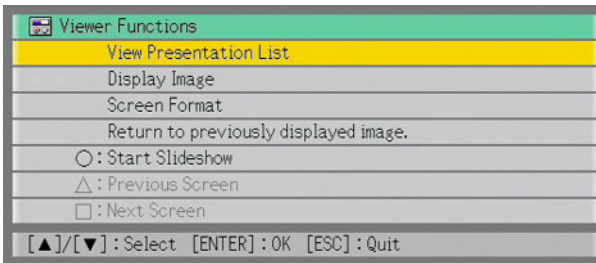 Viewer Functions
View Presentation List
Display Image
Screen Format
Return to previously displayed image.
○:Start Slideshow
△:Previous Screen
□:Next Screen
[▲]/[▼]:Select [ENTER]:OK [ESC]:Quit